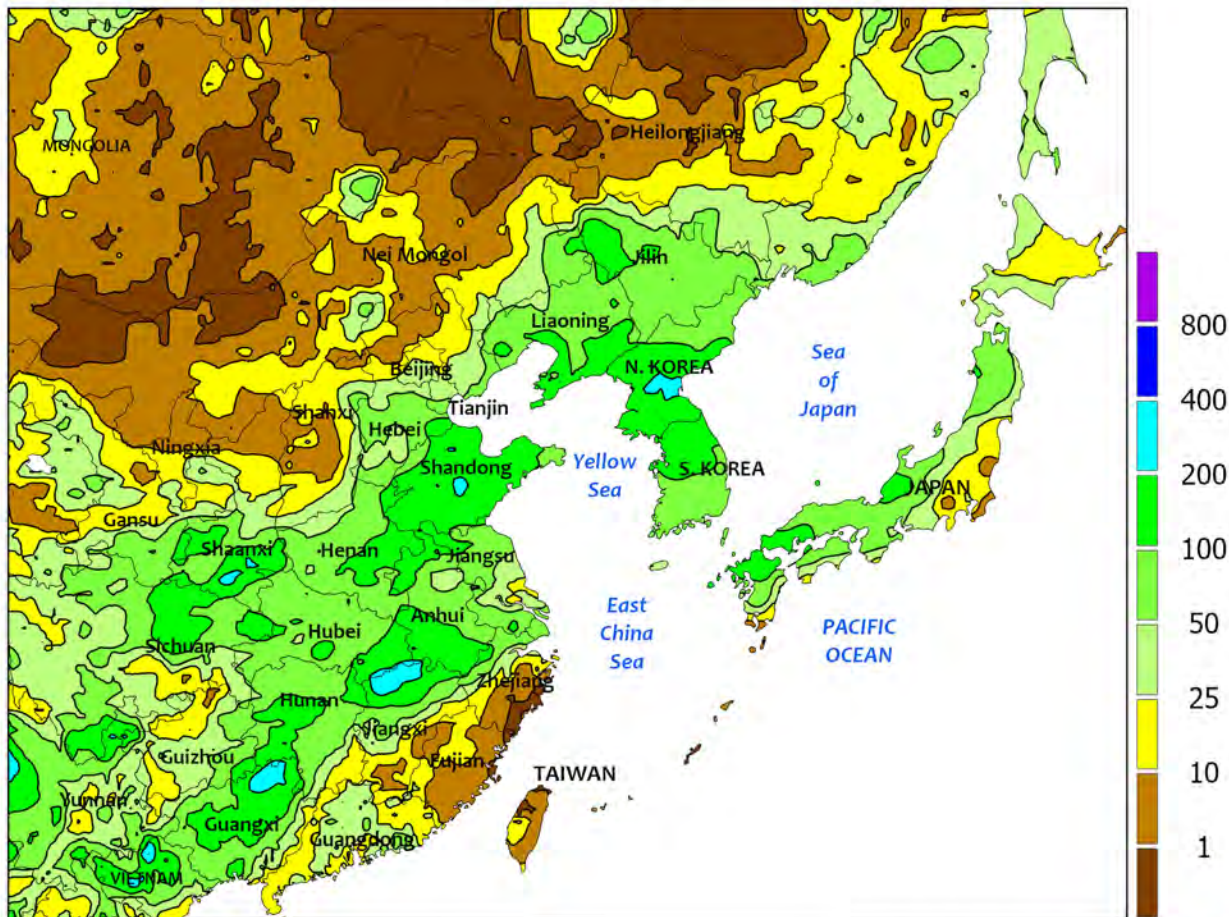 Heilongjiang
MONGOLIA
Nei Mongol
Jilin
Liaoning
Beijing
N. KOREA
Sea
of
Japan
800
400
200
100
50
25
10
1
Shanxi
Tianjin
Hebei
Ningxia
Shandong
Yellow
Sea
S. KOREA
JAPAN
Gansu
Shaanxi
Henan
Jiangsu
Anhui
Hubei
East
China
Sea
PACIFIC
OCEAN
Sichuan
Zhejiang
Hunan
Jiangxi
Guizhou
Fujian
TAIWAN
Yunnan
Guangxi
Guangdong
VIETNAM